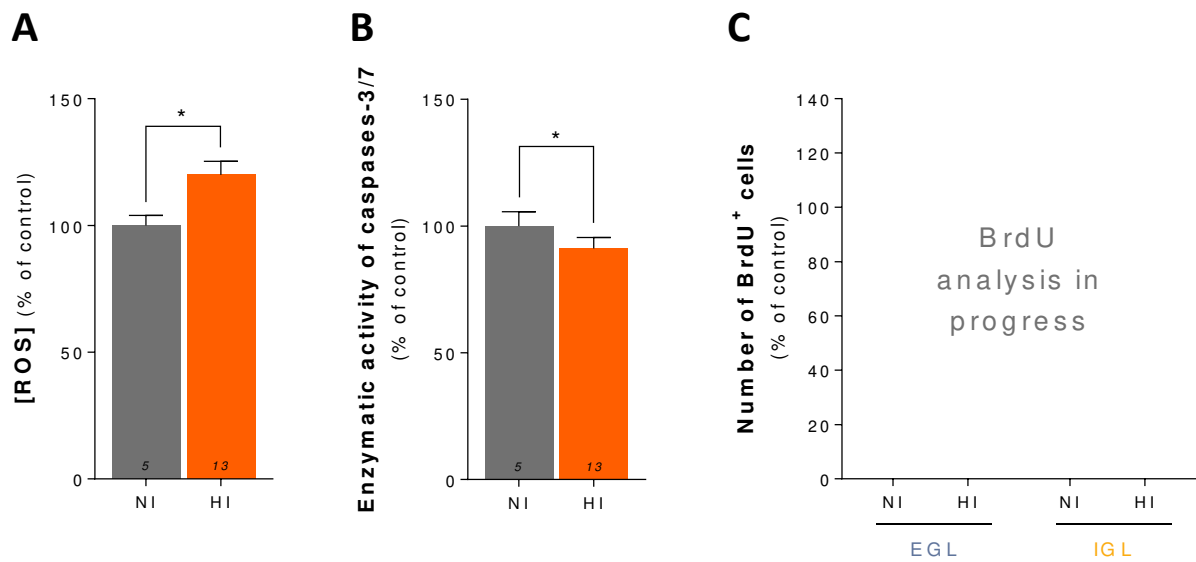 A
[ROS] (% of control)
150
100
50
0
*
5
13
NI
HI
B
Enzymatic activity of caspases-3/7
(% of control)
150
100
50
0
*
5
13
NI
HI
C
Number of BrdU+ cells
(% of control)
140
120
100
80
60
40
20
0
BrdU
analysis in
progress
NI
HI
NI
HI
EGL
IGL